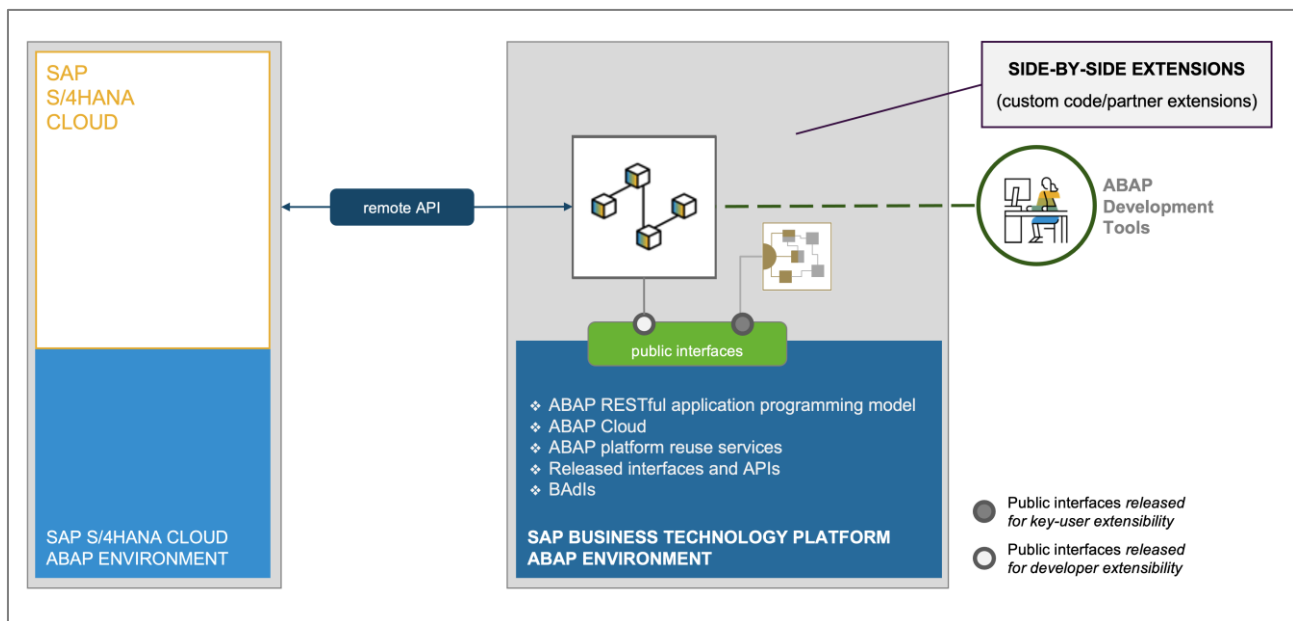 SAP
S/4HANA
CLOUD
SAP S/4HANA CLOUD
ABAP ENVIRONMENT
remote API
SIDE-BY-SIDE EXTENSIONS
(custom code/partner extensions)
ABAP
Development
Tools
public interfaces
❖ ABAP RESTful application programming model
❖ ABAP Cloud
❖ ABAP platform reuse services
❖ Released interfaces and APIs
❖ BAdIs
SAP BUSINESS TECHNOLOGY PLATFORM
ABAP ENVIRONMENT
Public interfaces released
for key-user extensibility
Public interfaces released
for developer extensibility